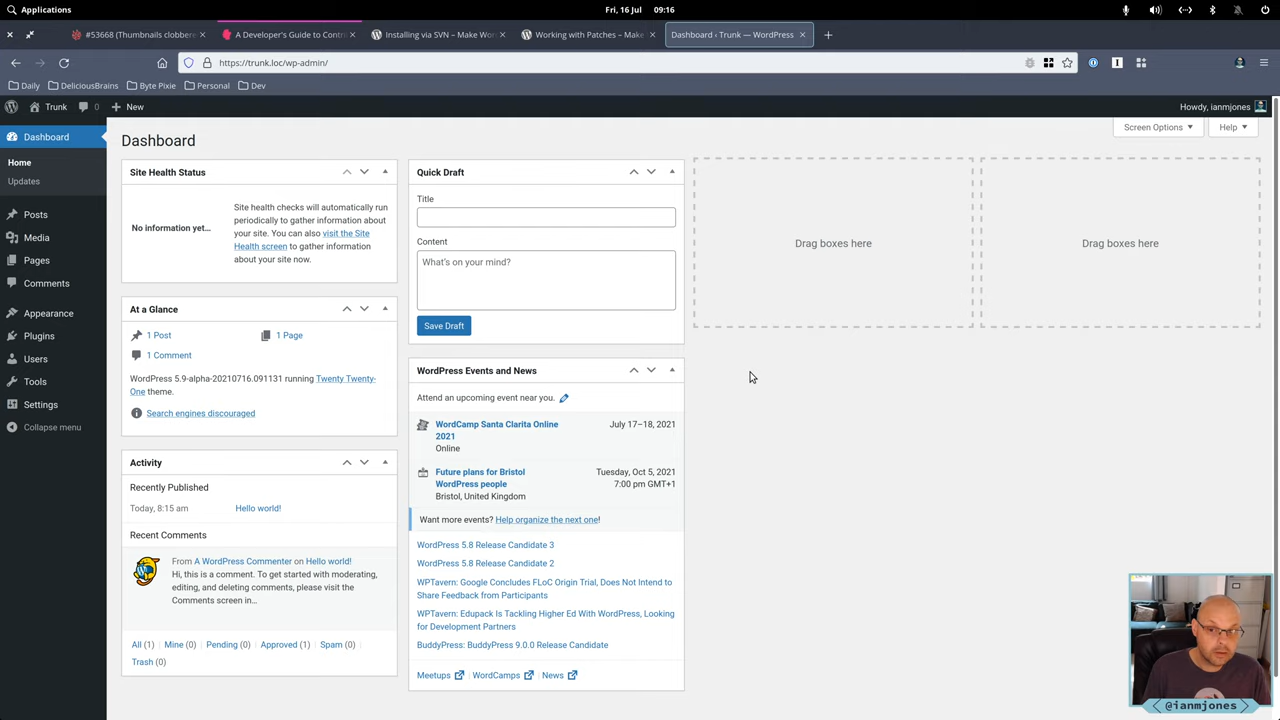 Applications
Fri, 16 Jul 09:16
#53668 (Thumbnails clobbere
A Developer's Guide to Contri
Installing via SVN – Make Wor
Working with Patches – Make
Dashboard ‹ Trunk — WordPress
https://trunk.loc/wp-admin/
Daily
DeliciousBrains
Byte Pixie
Personal
Dev
Trunk
0
New
Howdy, ianmjones
Dashboard
Home
Updates
Posts
Media
Pages
Comments
Appearance
Plugins
Users
Tools
Settings
Collapse menu
Screen Options
Help
Dashboard
Site Health Status
No information yet...
Site health checks will automatically run
periodically to gather information about
your site. You can also visit the Site
Health screen to gather information
about your site now.
At a Glance
1 Post
1 Page
1 Comment
WordPress 5.9-alpha-20210716.091131 running Twenty Twenty-
One theme.
Search engines discouraged
Activity
Recently Published
Today, 8:15 am
Hello world!
Recent Comments
From A WordPress Commenter on Hello world!
Hi, this is a comment. To get started with moderating,
editing, and deleting comments, please visit the
Comments screen in…
All (1)
Mine (0)
Pending (0)
Approved (1)
Spam (0)
Trash (0)
Quick Draft
Title
Content
What's on your mind?
Save Draft
WordPress Events and News
Attend an upcoming event near you.
WordCamp Santa Clarita Online
2021
Online
July 17–18, 2021
Future plans for Bristol
WordPress people
Bristol, United Kingdom
Tuesday, Oct 5, 2021
7:00 pm GMT+1
Want more events? Help organize the next one!
WordPress 5.8 Release Candidate 3
WordPress 5.8 Release Candidate 2
WPTavern: Google Concludes FLoC Origin Trial, Does Not Intend to
Share Feedback from Participants
WPTavern: Edupack Is Tackling Higher Ed With WordPress, Looking
for Development Partners
BuddyPress: BuddyPress 9.0.0 Release Candidate
Meetups
WordCamps
News
Drag boxes here
Drag boxes here
@ianmjones